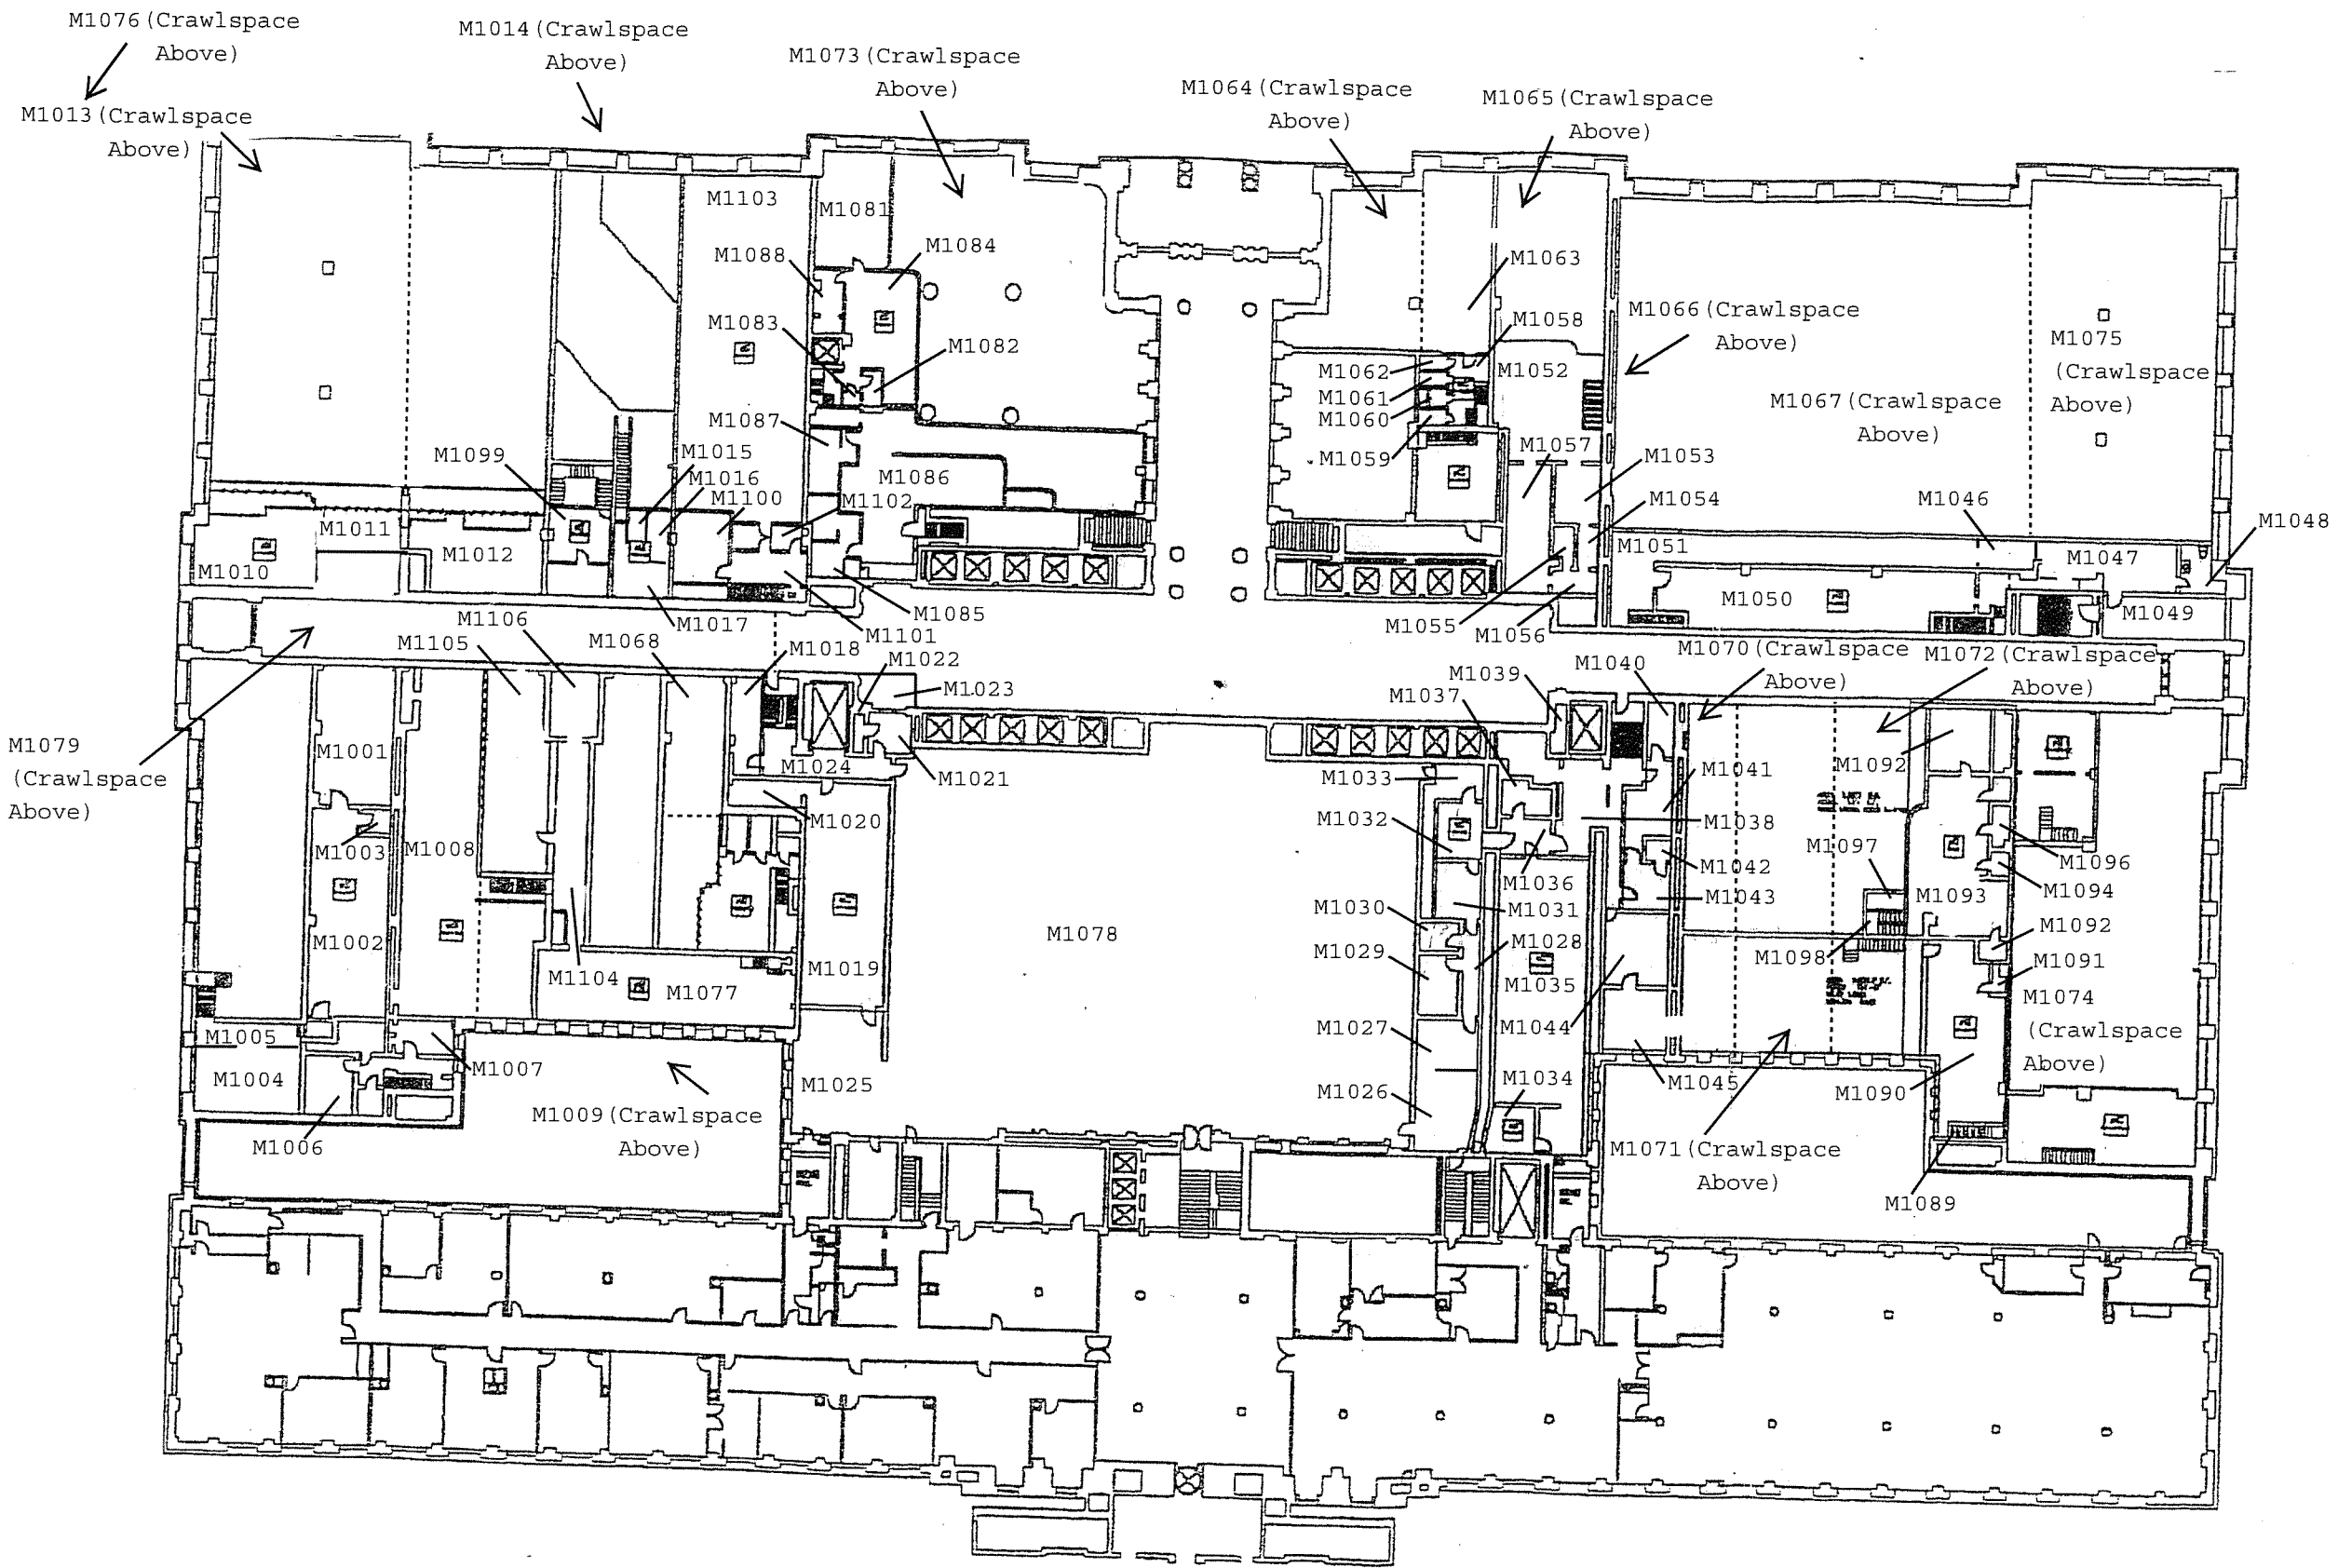 M1076(Crawlspace
Above)
M1014(Crawlspace
Above)
M1073(Crawlspace
Above)
M1064(Crawlspace
Above)
M1065(Crawlspace
Above)
M1013(Crawlspace
Above)
M1103
M1081
M1084
M1088
M1063
M1083
M1082
M1058
M1066(Crawlspace
Above)
M1075
(Crawlspace
Above)
M1062
M1052
M1061
M1060
M1067(Crawlspace
Above)
M1087
M1099
M1015
M1016
M1100
M1086
M1102
M1059
M1057
M1053
M1054
M1046
M1048
M1011
M1012
M1010
M1051
M1047
M1050
M1049
M1085
M1017
M1101
M1055
M1056
M1106
M1105
M1068
M1018
M1022
M1023
M1039
M1040
M1037
M1070(Crawlspace
Above)
M1072(Crawlspace
Above)
M1079
(Crawlspace
Above)
M1001
M1024
M1021
M1033
M1041
M1092
M1003
M1008
M1020
M1032
M1038
M1036
M1042
M1097
M1096
M1094
M1043
M1093
M1030
M1031
M1002
M1078
M1029
M1028
M1098
M1092
M1091
M1104
M1077
M1019
M1035
M1074
(Crawlspace
Above)
M1005
M1027
M1044
M1004
M1007
M1025
M1026
M1034
M1045
M1090
M1006
M1009(Crawlspace
Above)
M1071(Crawlspace
Above)
M1089